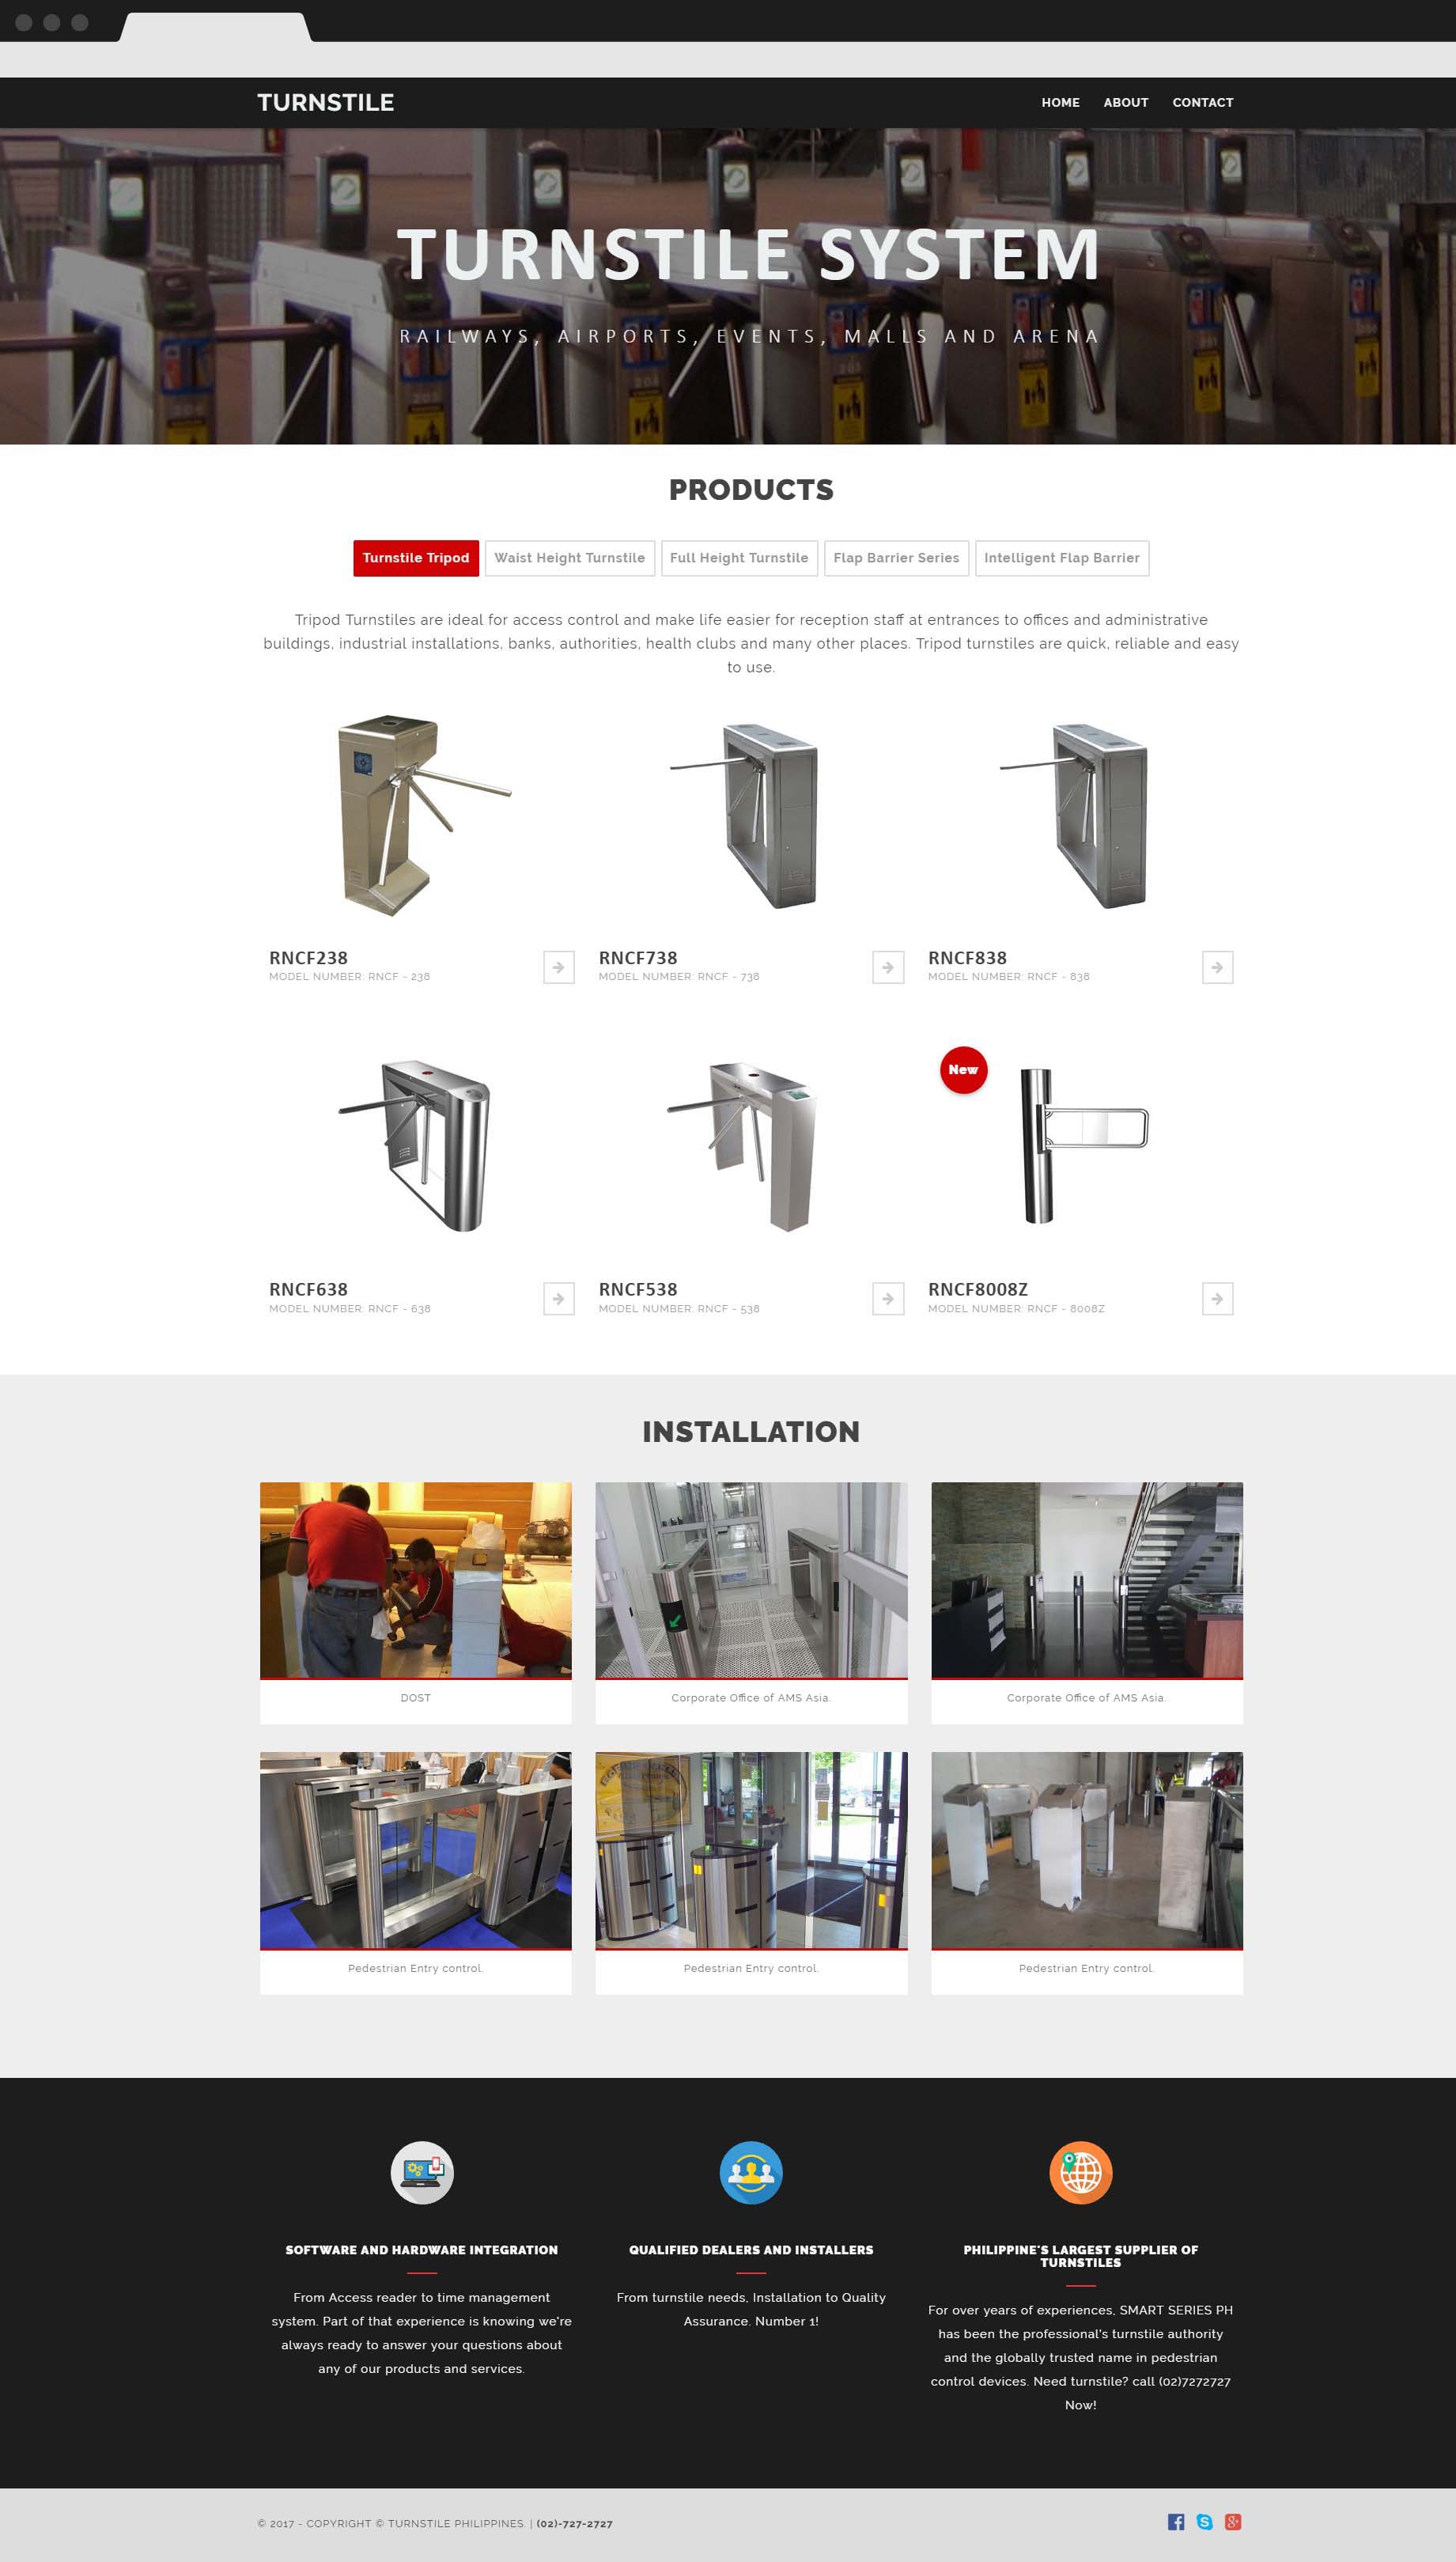 TURNSTILE
HOME ABOUT CONTACT
TURNSTILE SYSTEM
RAILWAYS, AIRPORTS, EVENTS, MALLS AND ARENA
PRODUCTS
Turnstile Tripod
Waist Height Turnstile
Full Height Turnstile
Flap Barrier Series
Intelligent Flap Barrier
Tripod Turnstiles are ideal for access control and make life easier for reception staff at entrances to offices and administrative
buildings, industrial installations, banks, authorities, health clubs and many other places. Tripod turnstiles are quick, reliable and easy
to use.
RNCF238
MODEL NUMBER: RNCF - 238
RNCF738
MODEL NUMBER: RNCF - 738
RNCF838
MODEL NUMBER: RNCF - 838
New
RNCF638
MODEL NUMBER: RNCF - 638
RNCF538
MODEL NUMBER: RNCF - 538
RNCF8008Z
MODEL NUMBER: RNCF - 8008Z
INSTALLATION
DOST
Corporate Office of AMS Asia.
Corporate Office of AMS Asia.
Pedestrian Entry control.
Pedestrian Entry control.
Pedestrian Entry control.
SOFTWARE AND HARDWARE INTEGRATION
From Access reader to time management
system. Part of that experience is knowing we're
always ready to answer your questions about
any of our products and services.
QUALIFIED DEALERS AND INSTALLERS
From turnstile needs, Installation to Quality
Assurance. Number 1!
PHILIPPINE'S LARGEST SUPPLIER OF
TURNSTILES
For over years of experiences, SMART SERIES PH
has been the professional's turnstile authority
and the globally trusted name in pedestrian
control devices. Need turnstile? call (02)7272727
Now!
© 2017 - COPYRIGHT © TURNSTILE PHILIPPINES. | (02)-727-2727